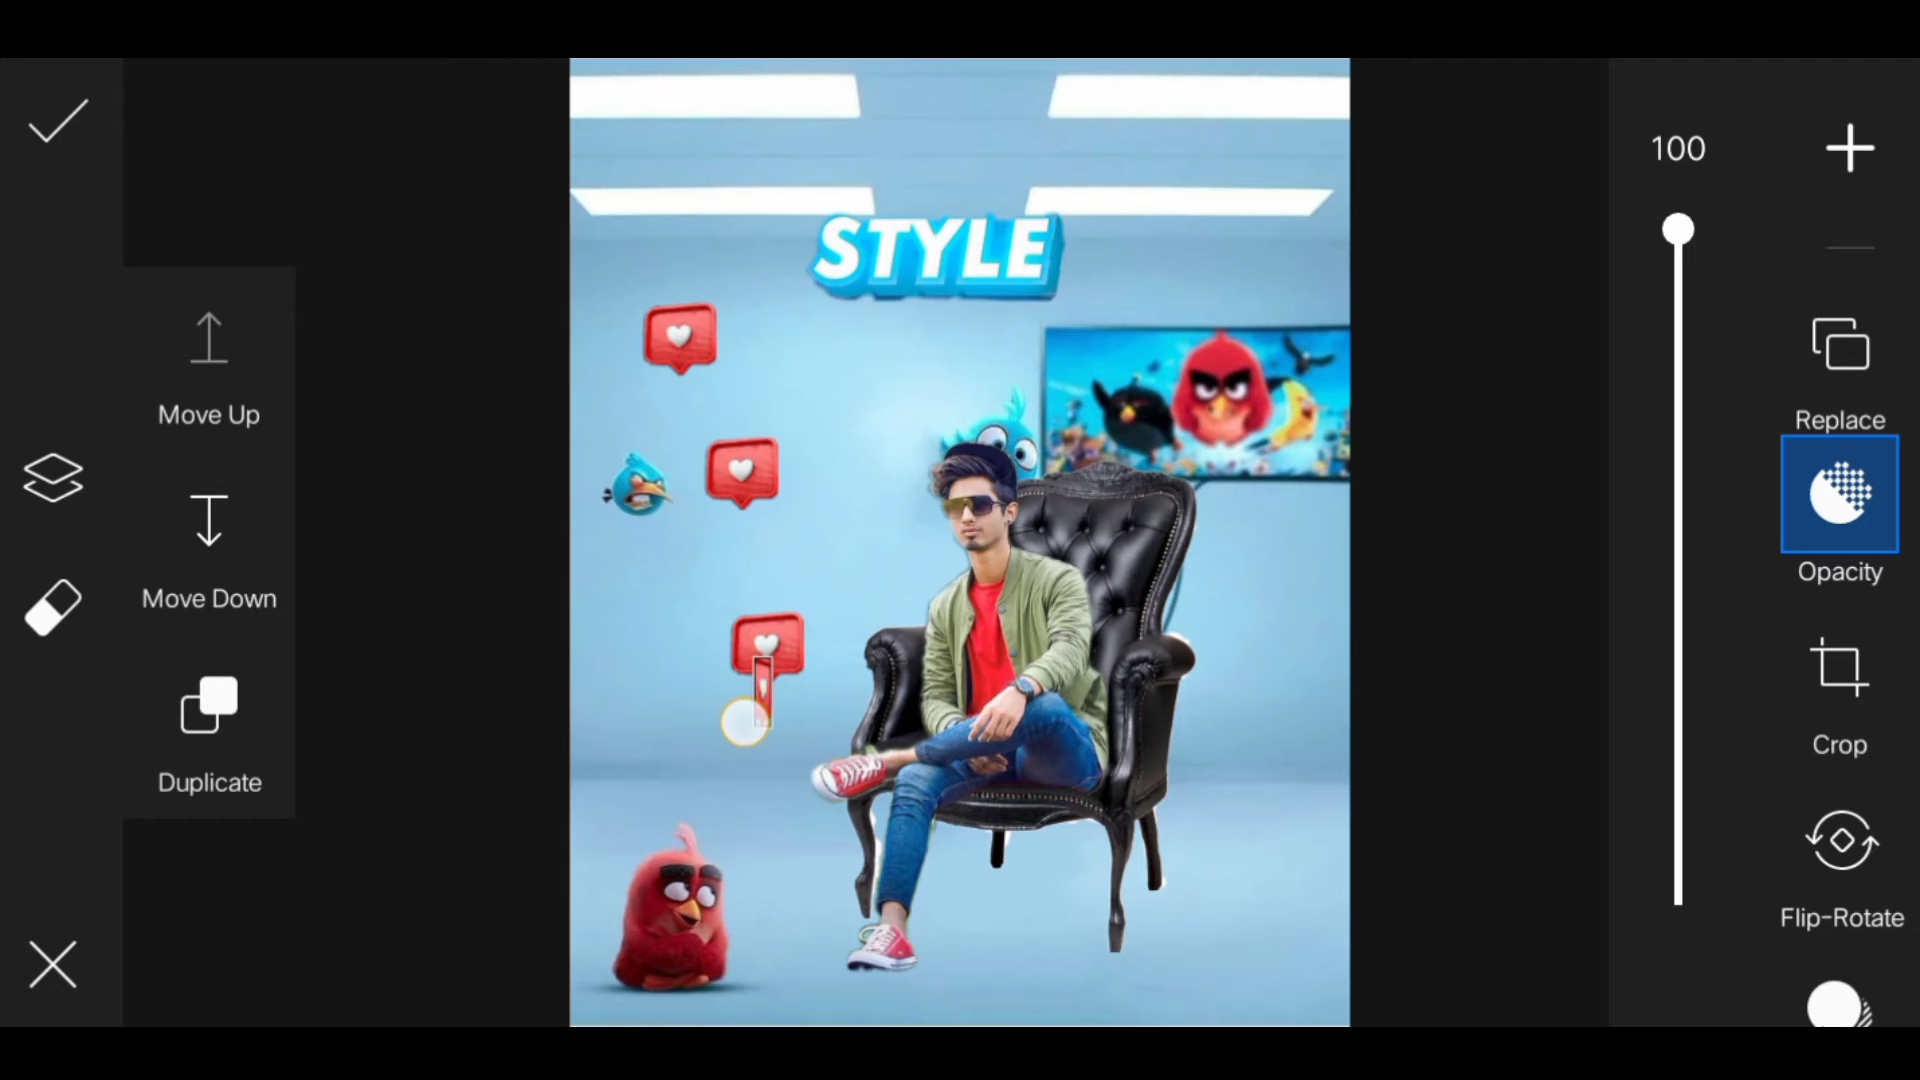 100
STYLE
Move Up
Replace
Opacity
Move Down
Crop
Duplicate
Flip-Rotate